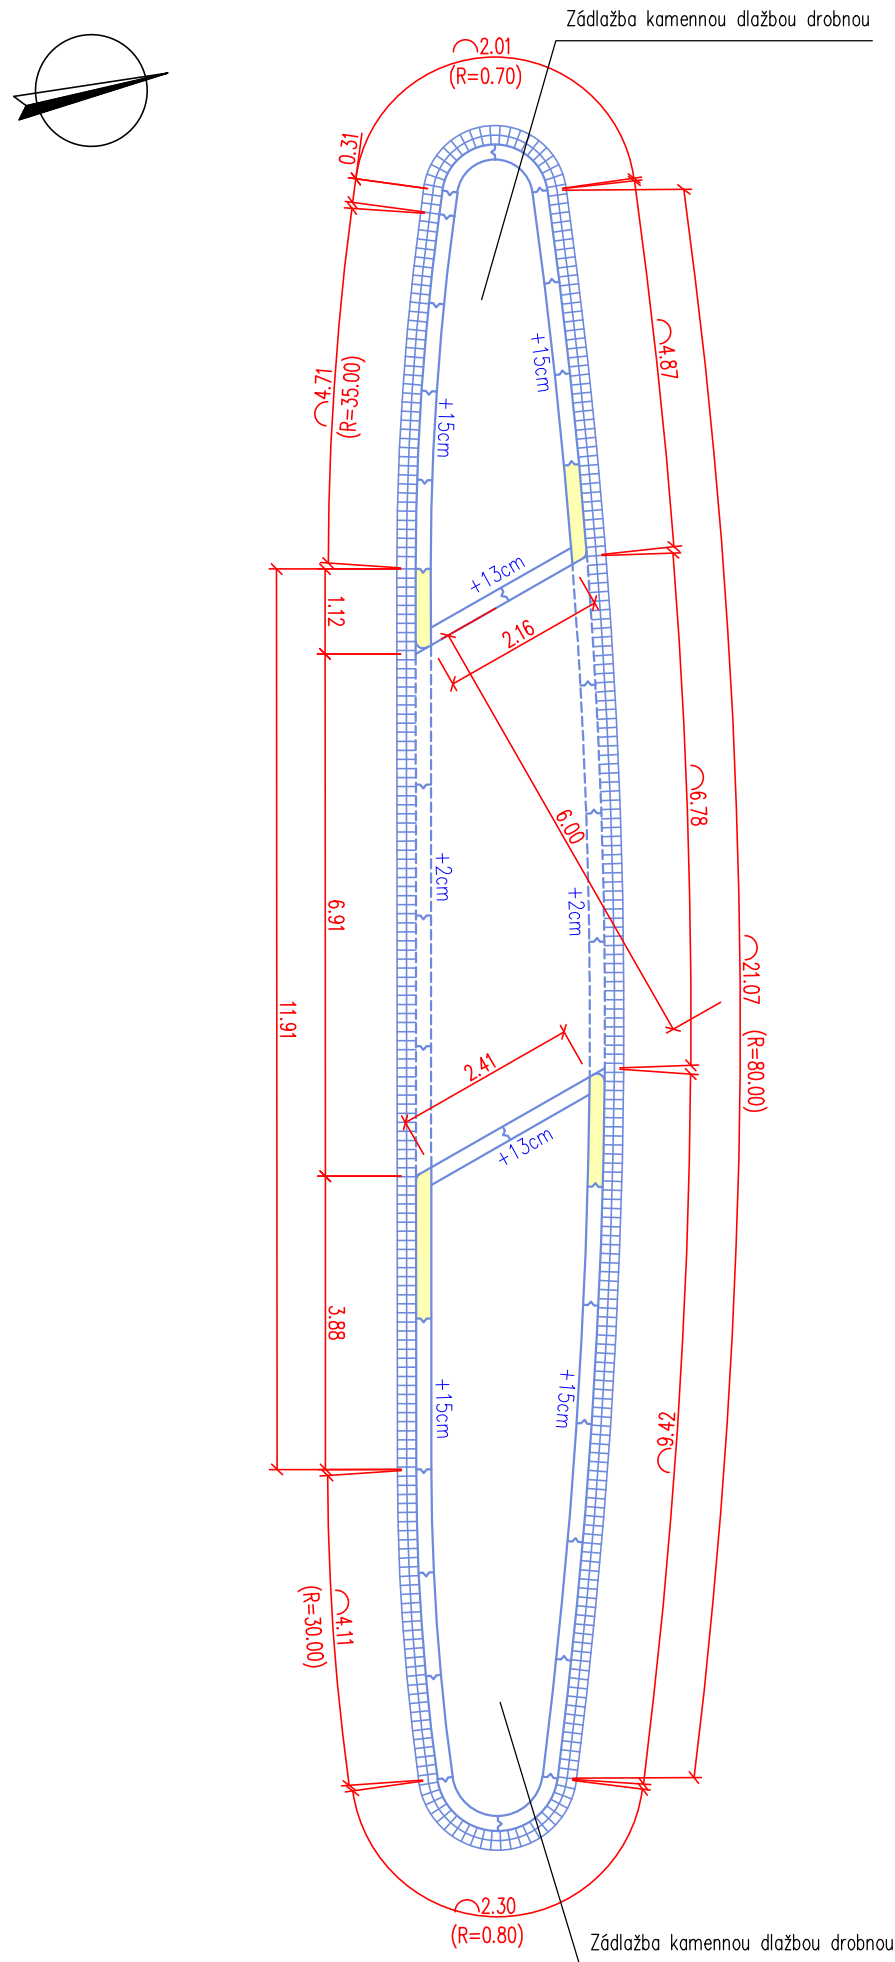 Zádlažba kamennou dlažbou drobnou
2.01
(R=0.70)
0.31
4.87
+15cm
4.71
(R=35.00)
+15cm
+13cm
1.12
2.16
6.78
6.00
+2cm
+2cm
6.91
21.07 (R=80.00)
11.91
2.41
+13cm
3.88
+15cm
+15cm
9.42
4.11
(R=30.00)
2.30
(R=0.80)
Zádlažba kamennou dlažbou drobnou